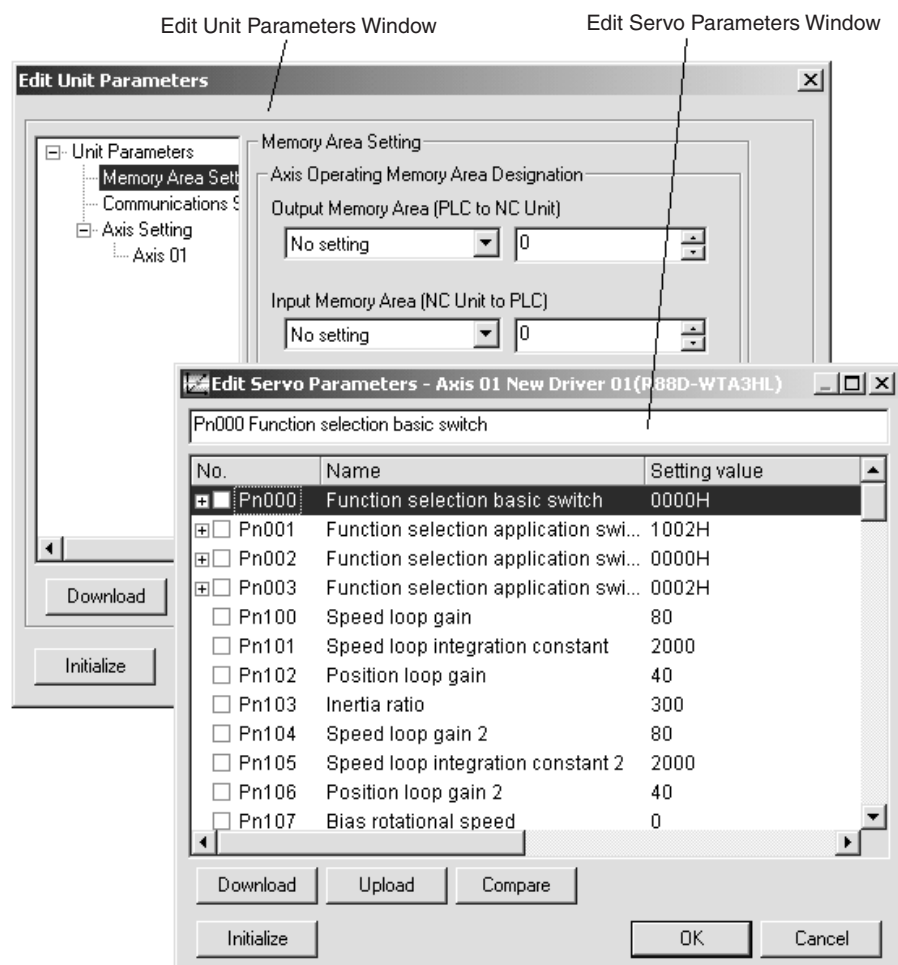 Edit Unit Parameters Window
Edit Servo Parameters Window
Edit Unit Parameters
Unit Parameters
Memory Area Sett
Communications S
Axis Setting
Axis 01
Memory Area Setting
Axis Operating Memory Area Designation
Output Memory Area (PLC to NC Unit)
No setting 0
Input Memory Area (NC Unit to PLC)
No setting 0
Download
Initialize
Edit Servo Parameters - Axis 01 New Driver 01(R88D-WTA3HL)
Pn000 Function selection basic switch
No. Name Setting value
Pn000 Function selection basic switch 0000H
Pn001 Function selection application swi... 1002H
Pn002 Function selection application swi... 0000H
Pn003 Function selection application swi... 0002H
Pn100 Speed loop gain 80
Pn101 Speed loop integration constant 2000
Pn102 Position loop gain 40
Pn103 Inertia ratio 300
Pn104 Speed loop gain 2 80
Pn105 Speed loop integration constant 2 2000
Pn106 Position loop gain 2 40
Pn107 Bias rotational speed 0
Download Upload Compare
Initialize OK Cancel